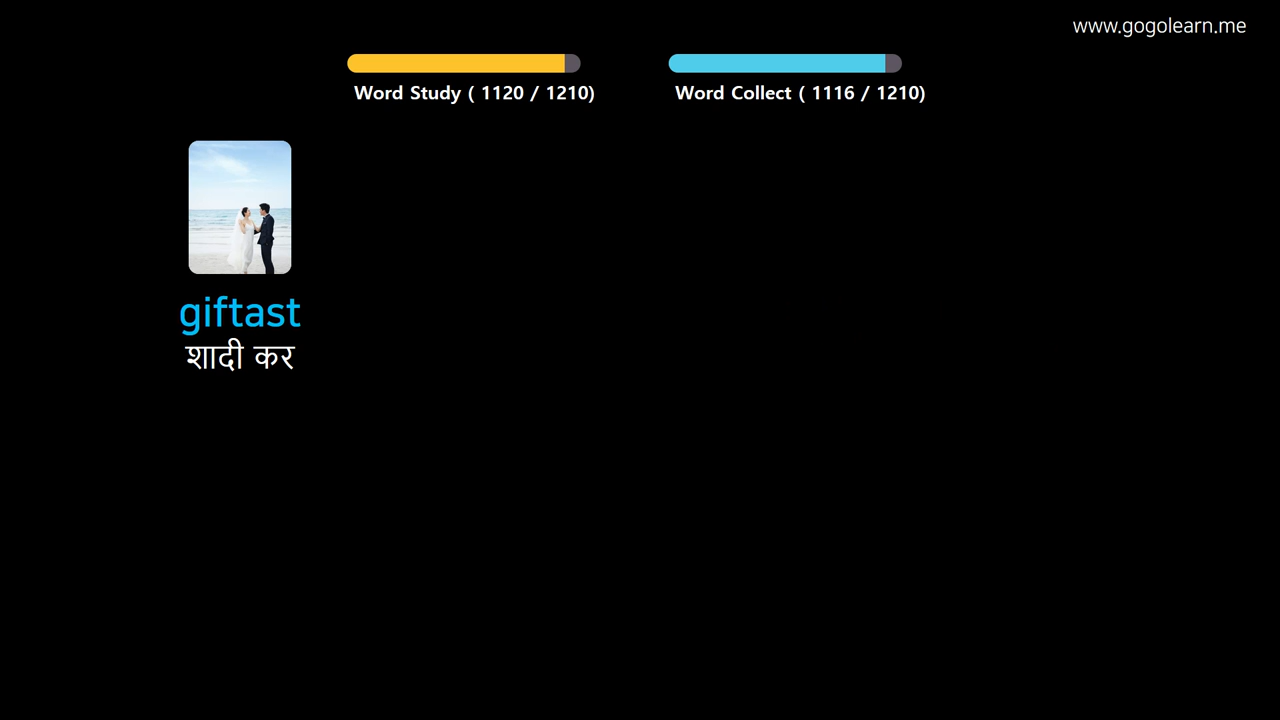 www.gogolearn.me
Word Study ( 1120 / 1210)
Word Collect ( 1116 / 1210)
giftast
शादी कर